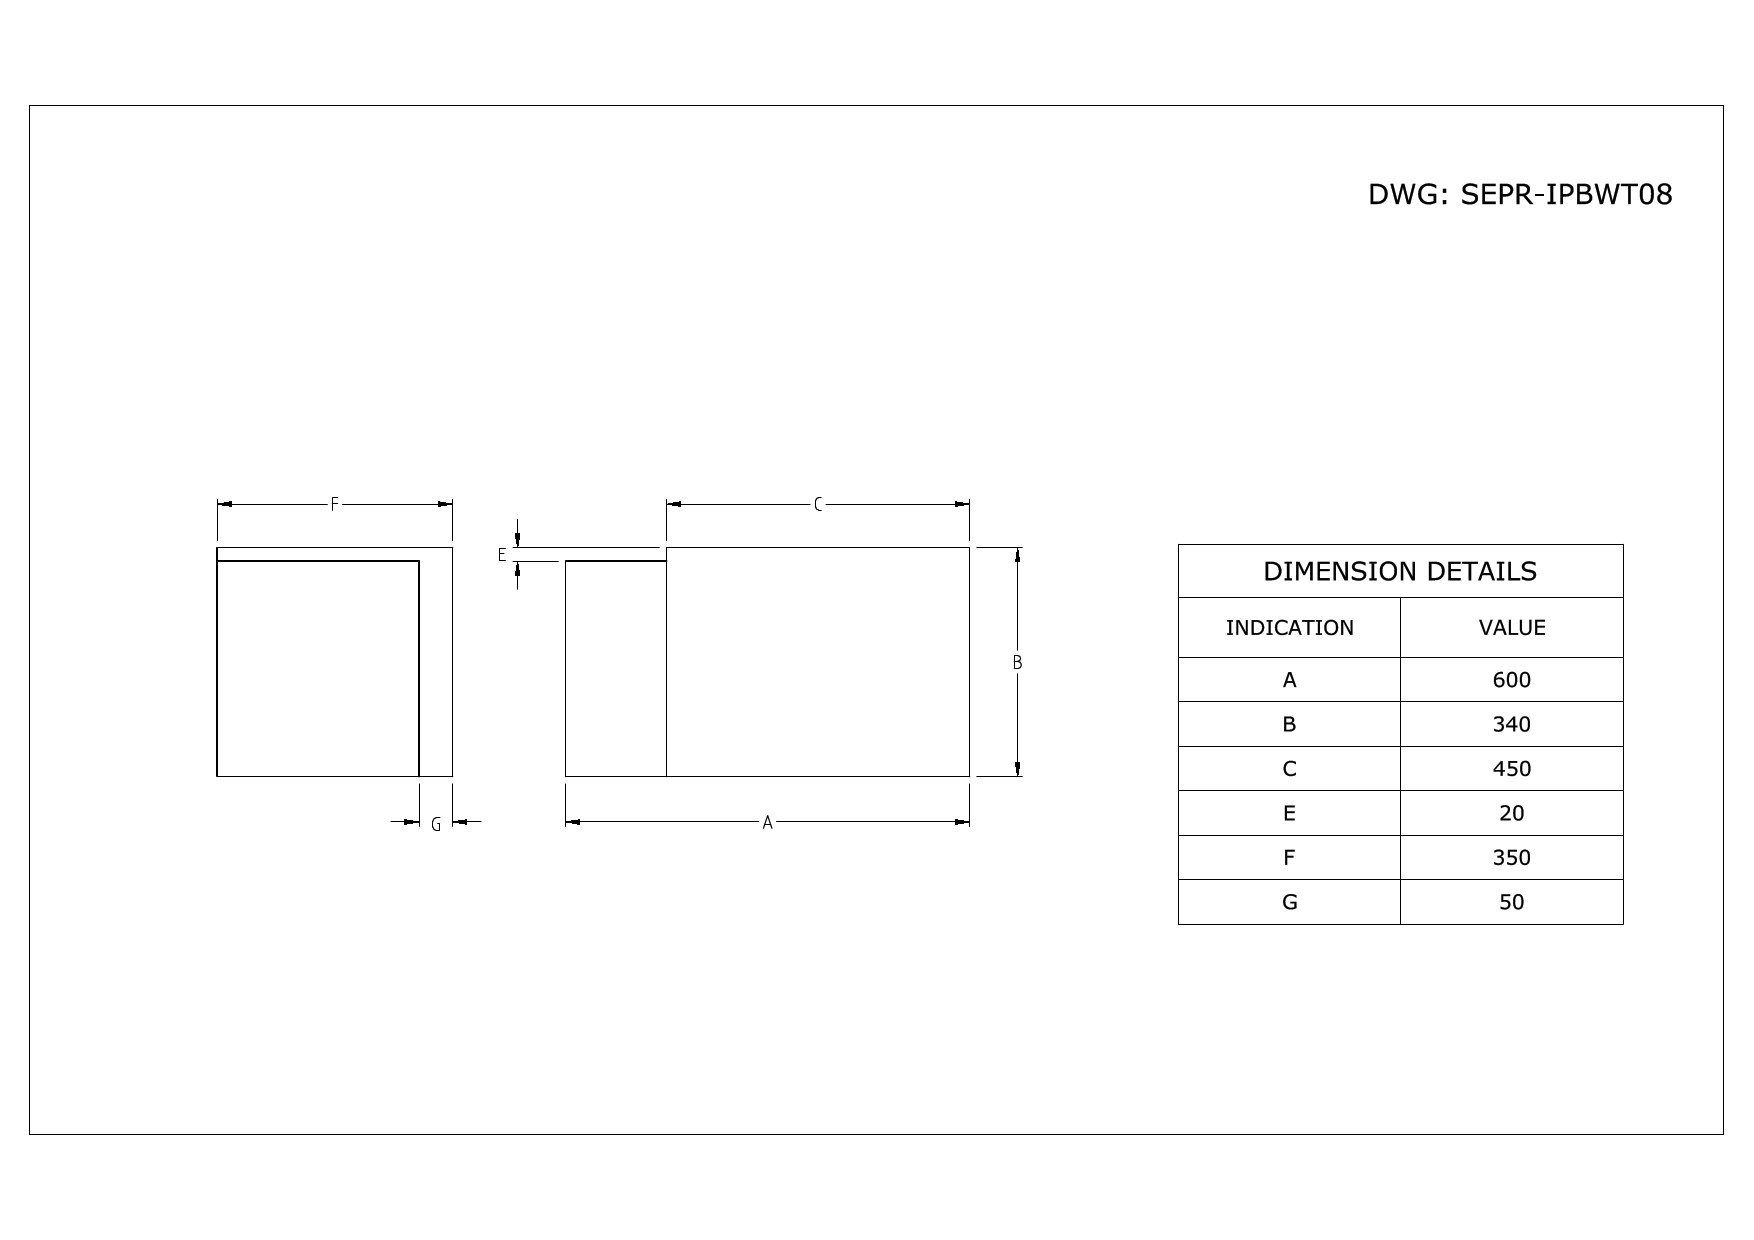 DWG: SEPR-IPBWT08
F
C
E
B
G
A
DIMENSION DETAILS
INDICATION VALUE
A 600
B 340
C 450
E 20
F 350
G 50